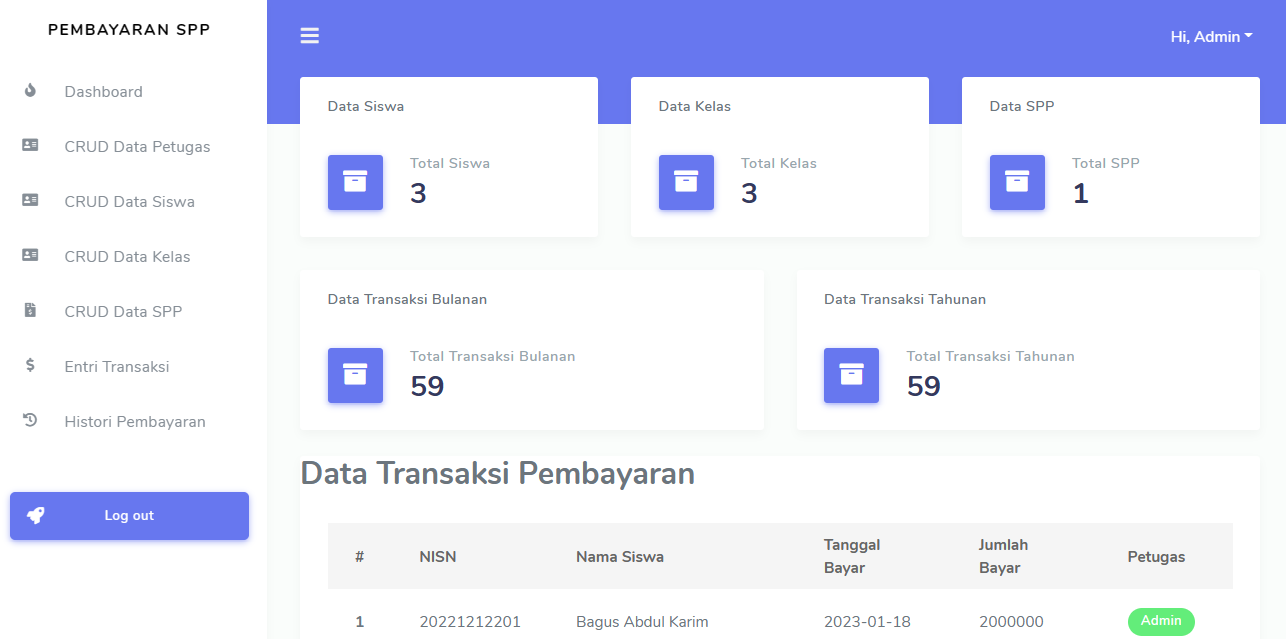 PEMBAYARAN SPP
Dashboard
CRUD Data Petugas
CRUD Data Siswa
CRUD Data Kelas
CRUD Data SPP
Entri Transaksi
Histori Pembayaran
Log out
Hi, Admin
Data Siswa
Total Siswa
3
Data Kelas
Total Kelas
3
Data SPP
Total SPP
1
Data Transaksi Bulanan
Total Transaksi Bulanan
59
Data Transaksi Tahunan
Total Transaksi Tahunan
59
Data Transaksi Pembayaran
# NISN Nama Siswa Tanggal Bayar Jumlah Bayar Petugas
1 20221212201 Bagus Abdul Karim 2023-01-18 2000000 Admin